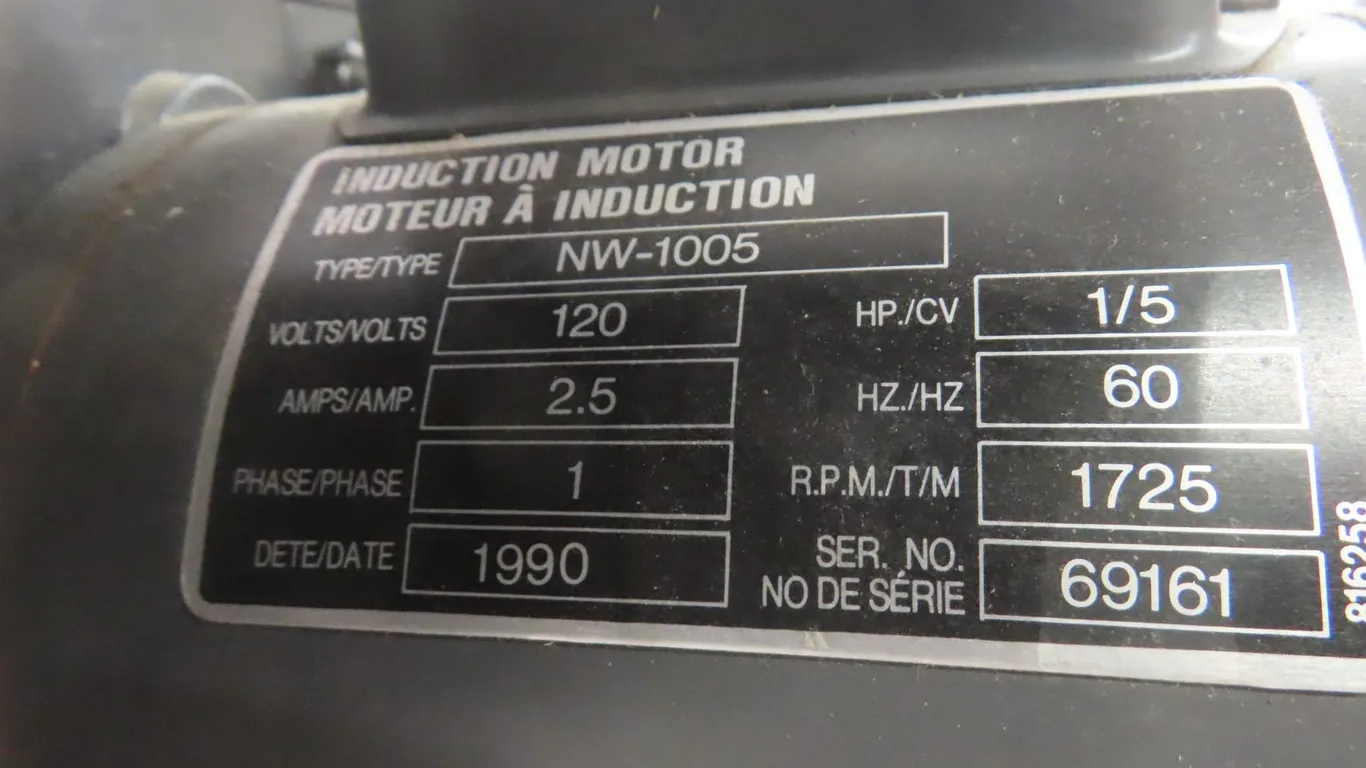 INDUCTION MOTOR
MOTEUR À INDUCTION
TYPE/TYPE NW-1005
VOLTS/VOLTS 120 HP./CV 1/5
AMPS/AMP. 2.5 HZ./HZ 60
PHASE/PHASE 1 R.P.M./T/M 1725
DETE/DATE 1990 SER. NO.
NO DE SÉRIE 69161
816258